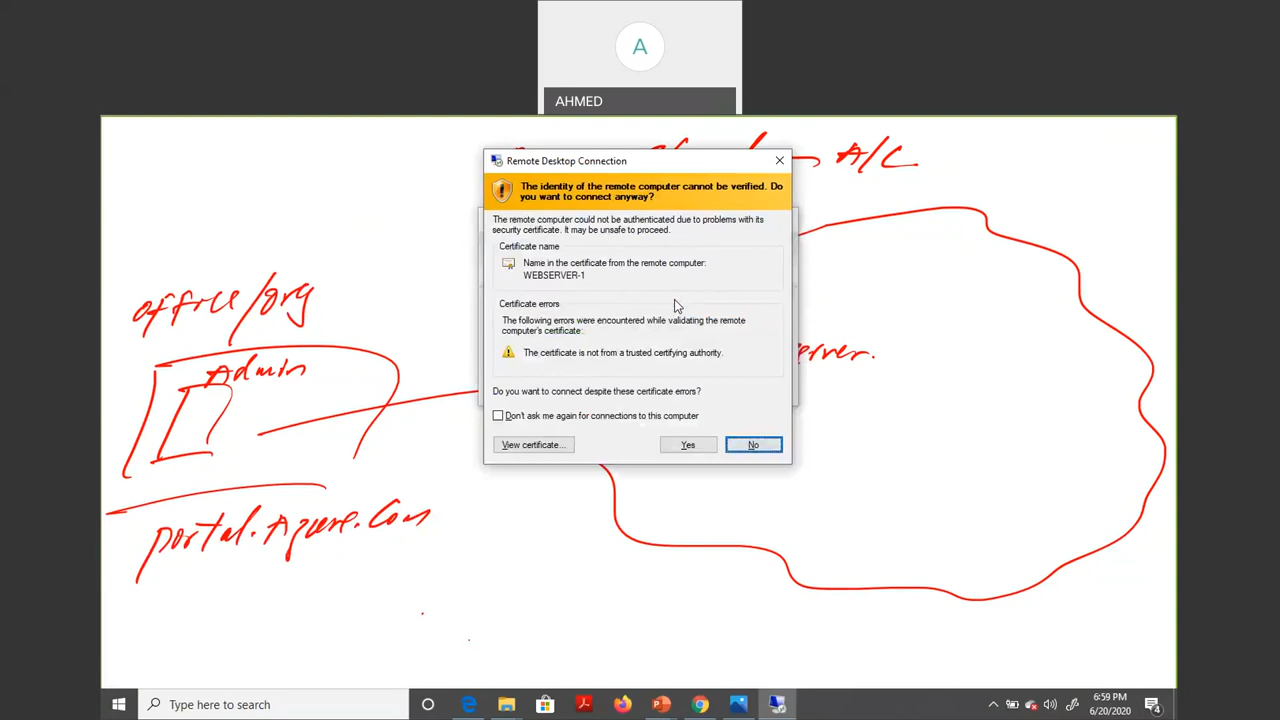 A
AHMED
A/C
Remote Desktop Connection
The identity of the remote computer cannot be verified. Do
you want to connect anyway?
The remote computer could not be authenticated due to problems with its
security certificate. It may be unsafe to proceed.
Certificate name
Name in the certificate from the remote computer:
WEBSERVER-1
Certificate errors
The following errors were encountered while validating the remote
computer's certificate:
The certificate is not from a trusted certifying authority.
Do you want to connect despite these certificate errors?
Don't ask me again for connections to this computer
View certificate...
Yes
No
office/org
Admin
erver.
portal.Azure.Com
Type here to search
6:59 PM
6/20/2020
4